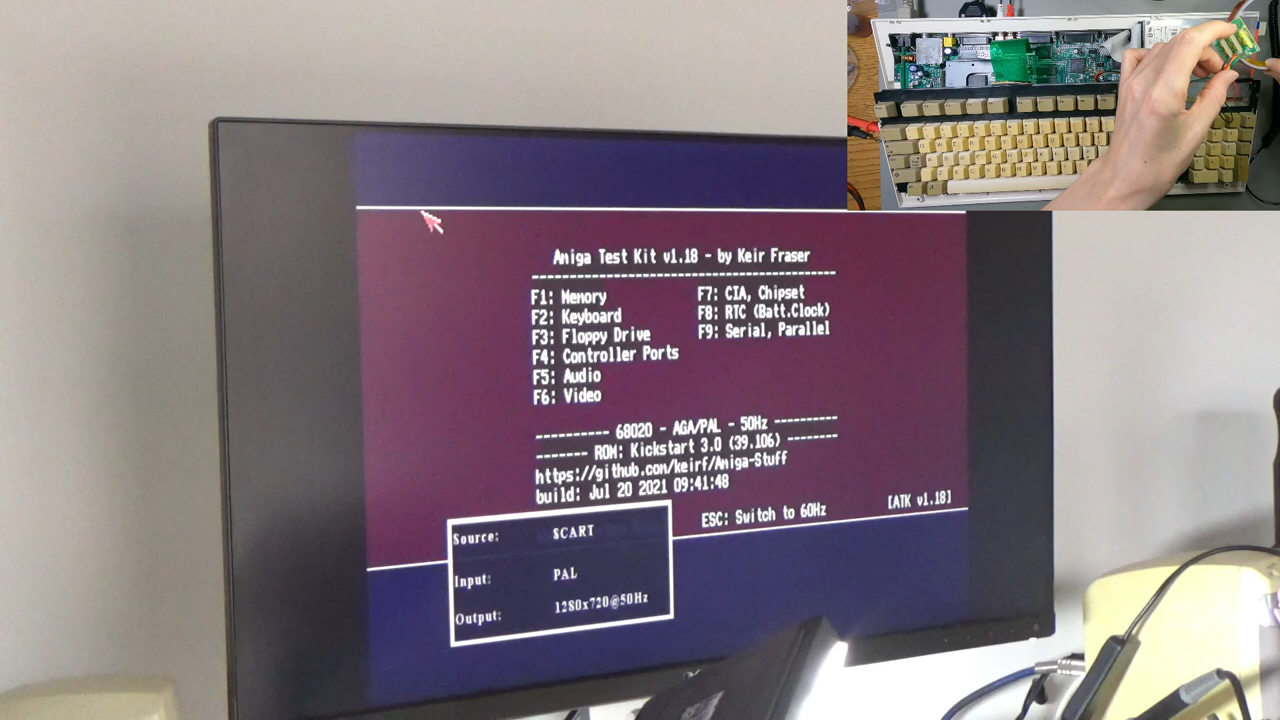 Amiga Test Kit v1.18 - by Keir Fraser
------------------------------------
F1: Memory F7: CIA, Chipset
F2: Keyboard F8: RTC (Batt.Clock)
F3: Floppy Drive F9: Serial, Parallel
F4: Controller Ports
F5: Audio
F6: Video
---------- 68020 - AGA/PAL - 50Hz ---------
------- ROM: Kickstart 3.0 (39.106) -------
https://github.com/keirf/Amiga-Stuff
build: Jul 20 2021 09:41:48
ESC: Switch to 60Hz [ATK v1.18]
Source: SCART
Input: PAL
Output: 1280x720@50Hz